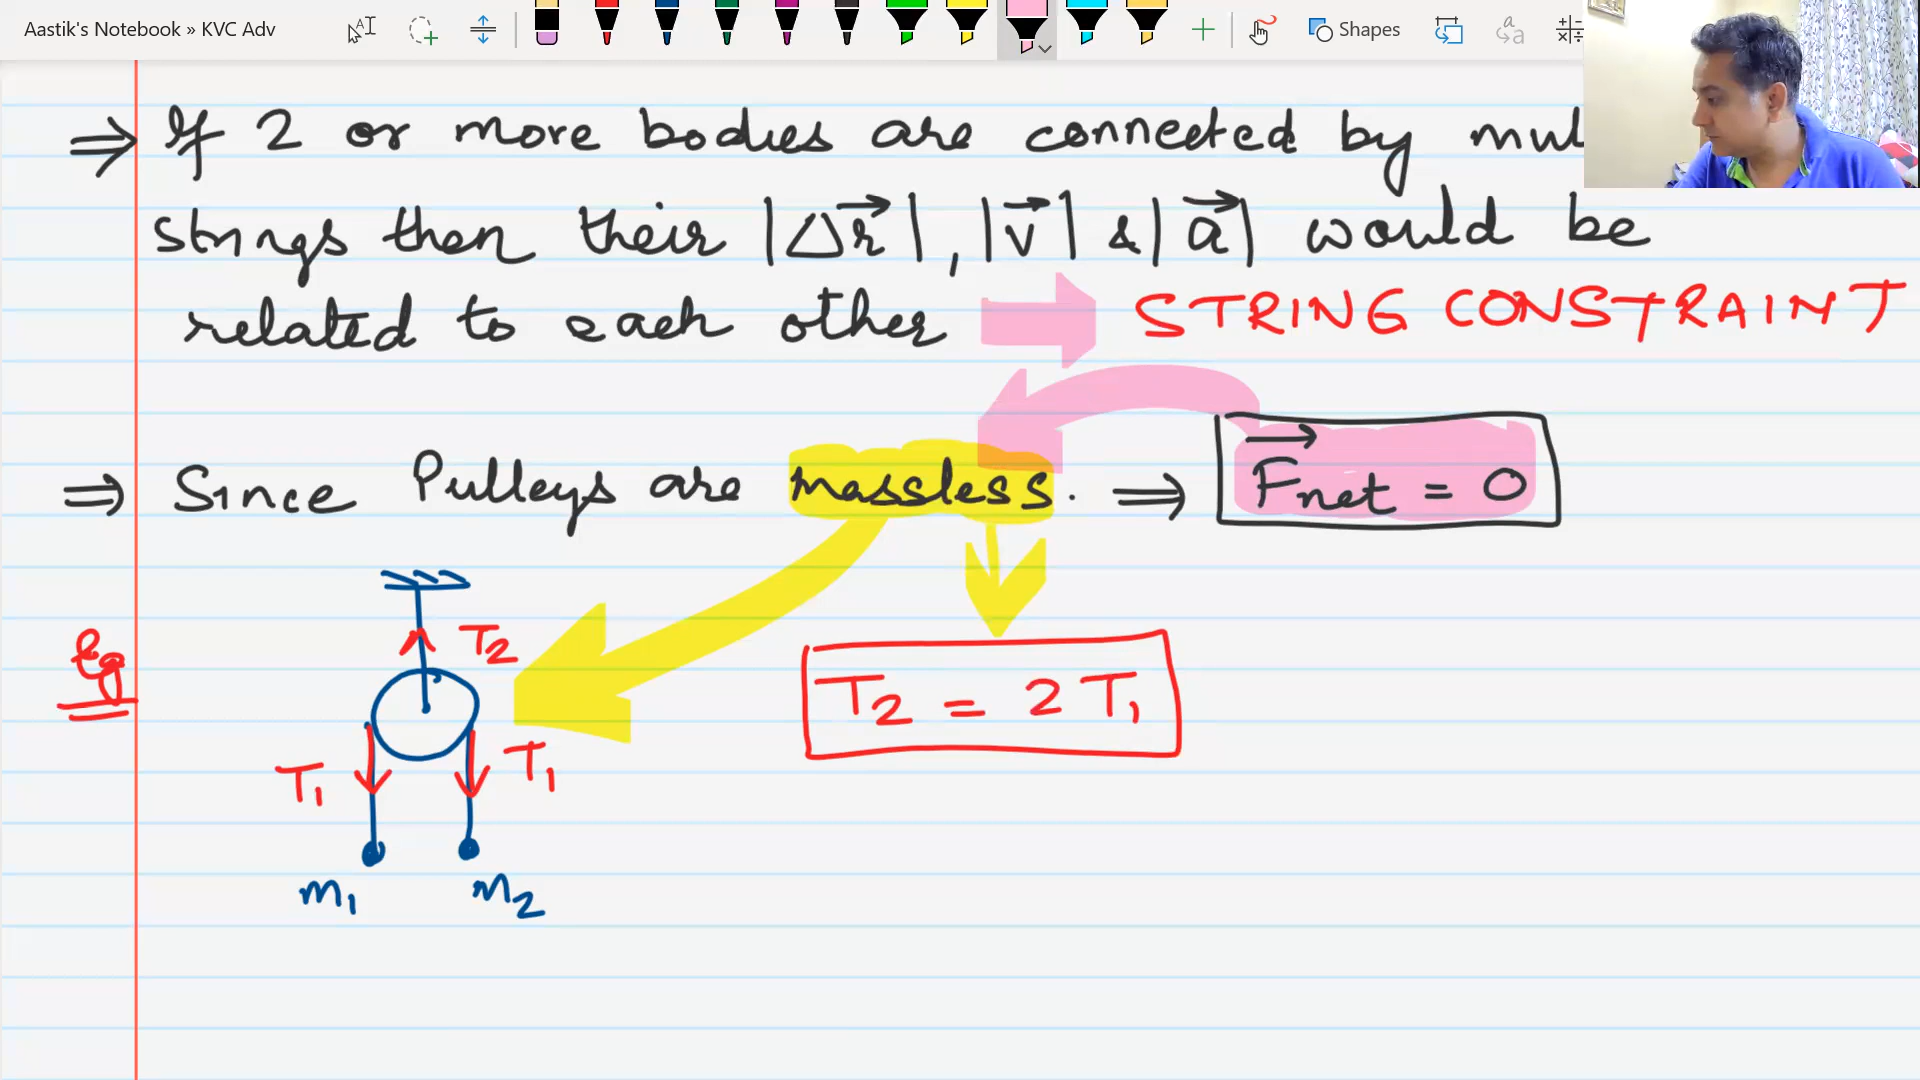 Aastik's Notebook » KVC Adv
Shapes
⇒ If 2 or more bodies are connected by mul
strings then their |Δr⃗|, |v⃗| & |a⃗| would be
related to each other ➡ STRING CONSTRAINT
⇒ Since Pulleys are massless. ⇒ F⃗net = 0
Eg
T₂
T₂ = 2T₁
T₁ T₁
m₁ m₂